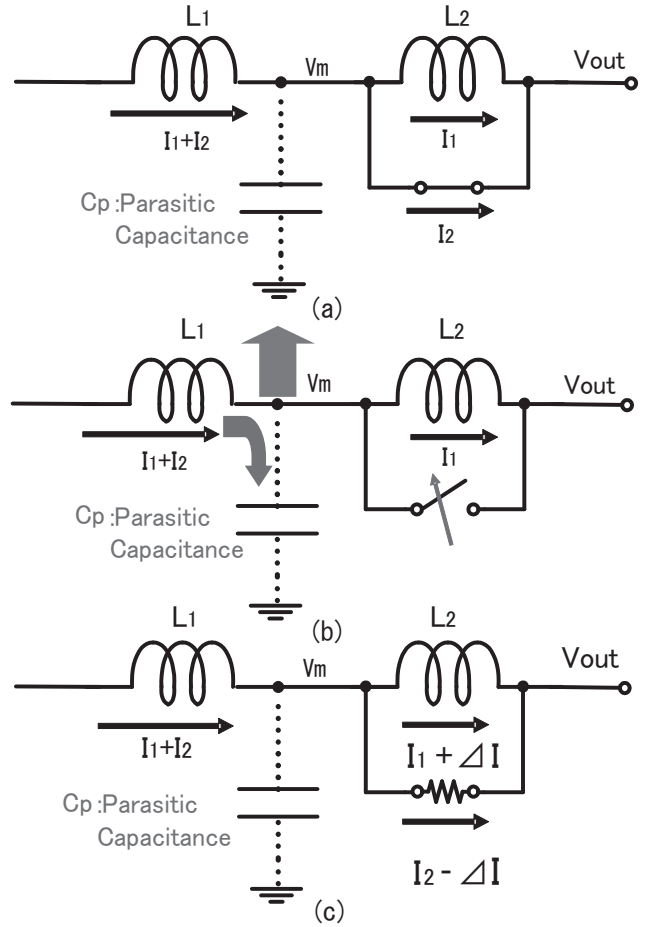 L1
L2
Vm
Vout
I1+I2
I1
Cp:Parasitic
Capacitance
I2
(a)
L1
L2
Vm
Vout
I1+I2
I1
Cp:Parasitic
Capacitance
(b)
L1
L2
Vm
Vout
I1+I2
I1 + ⊿I
Cp:Parasitic
Capacitance
I2 - ⊿I
(c)